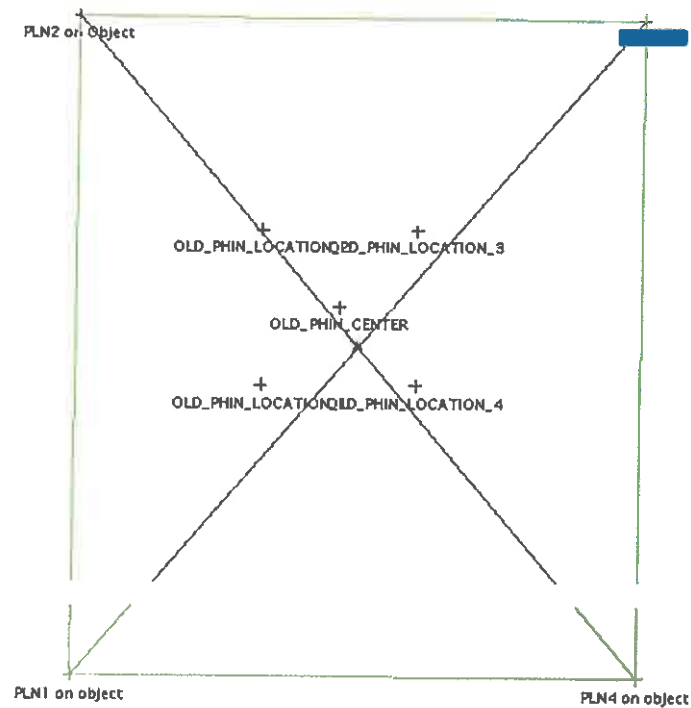 PLN2 on Object
OLD_PHIN_LOCATION
OLD_PHIN_LOCATION_3
OLD_PHIN_CENTER
OLD_PHIN_LOCATION
OLD_PHIN_LOCATION_4
PLN1 on object
PLN4 on object